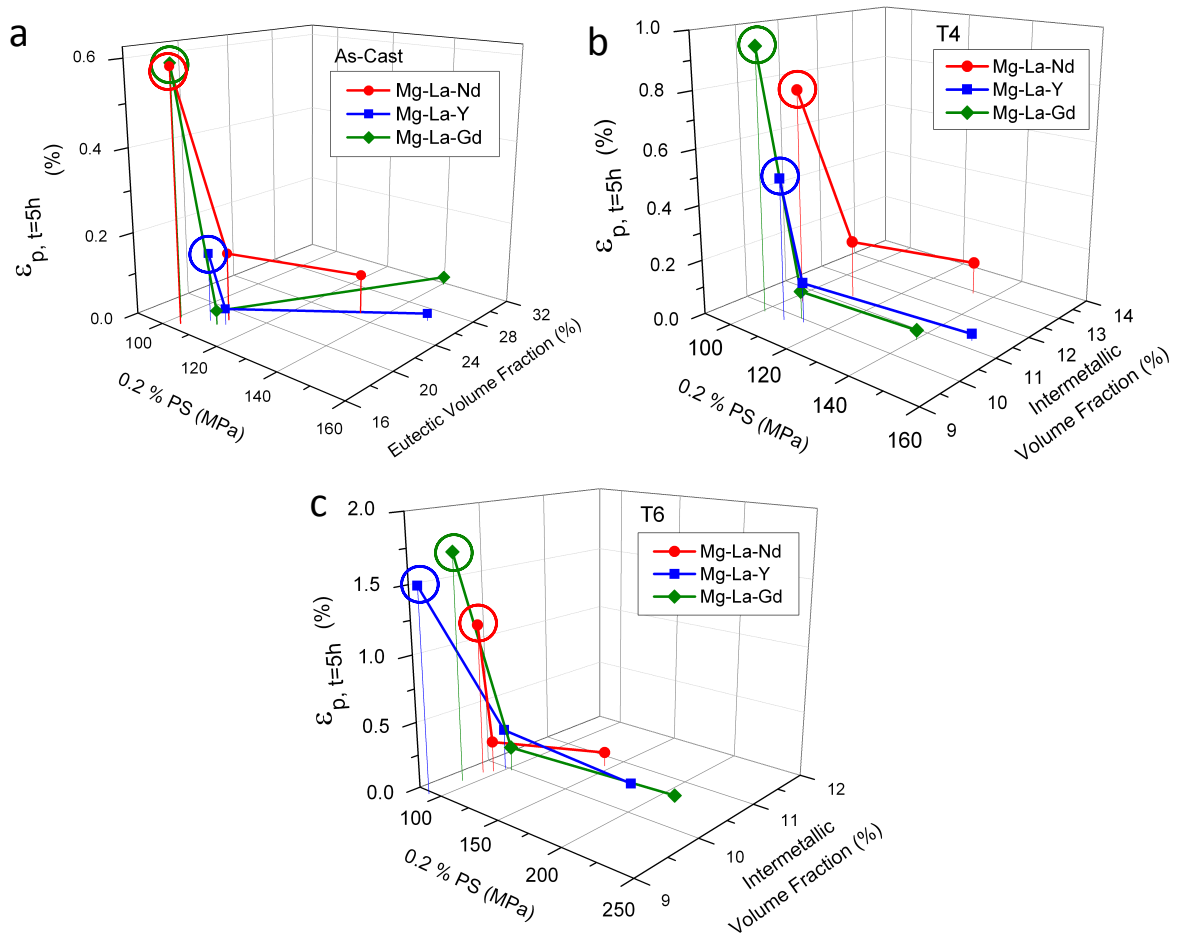 a
As-Cast
Mg-La-Nd
Mg-La-Y
Mg-La-Gd
0.6
0.4
0.2
0.0
εp, t=5h (%)
100
120
140
160
0.2 % PS (MPa)
16
20
24
28
32
Eutectic Volume Fraction (%)
b
T4
Mg-La-Nd
Mg-La-Y
Mg-La-Gd
1.0
0.8
0.6
0.4
0.2
0.0
εp, t=5h (%)
100
120
140
160
0.2 % PS (MPa)
9
10
11
12
13
14
Intermetallic
Volume Fraction (%)
c
T6
Mg-La-Nd
Mg-La-Y
Mg-La-Gd
2.0
1.5
1.0
0.5
0.0
εp, t=5h (%)
100
150
200
250
0.2 % PS (MPa)
9
10
11
12
Intermetallic
Volume Fraction (%)